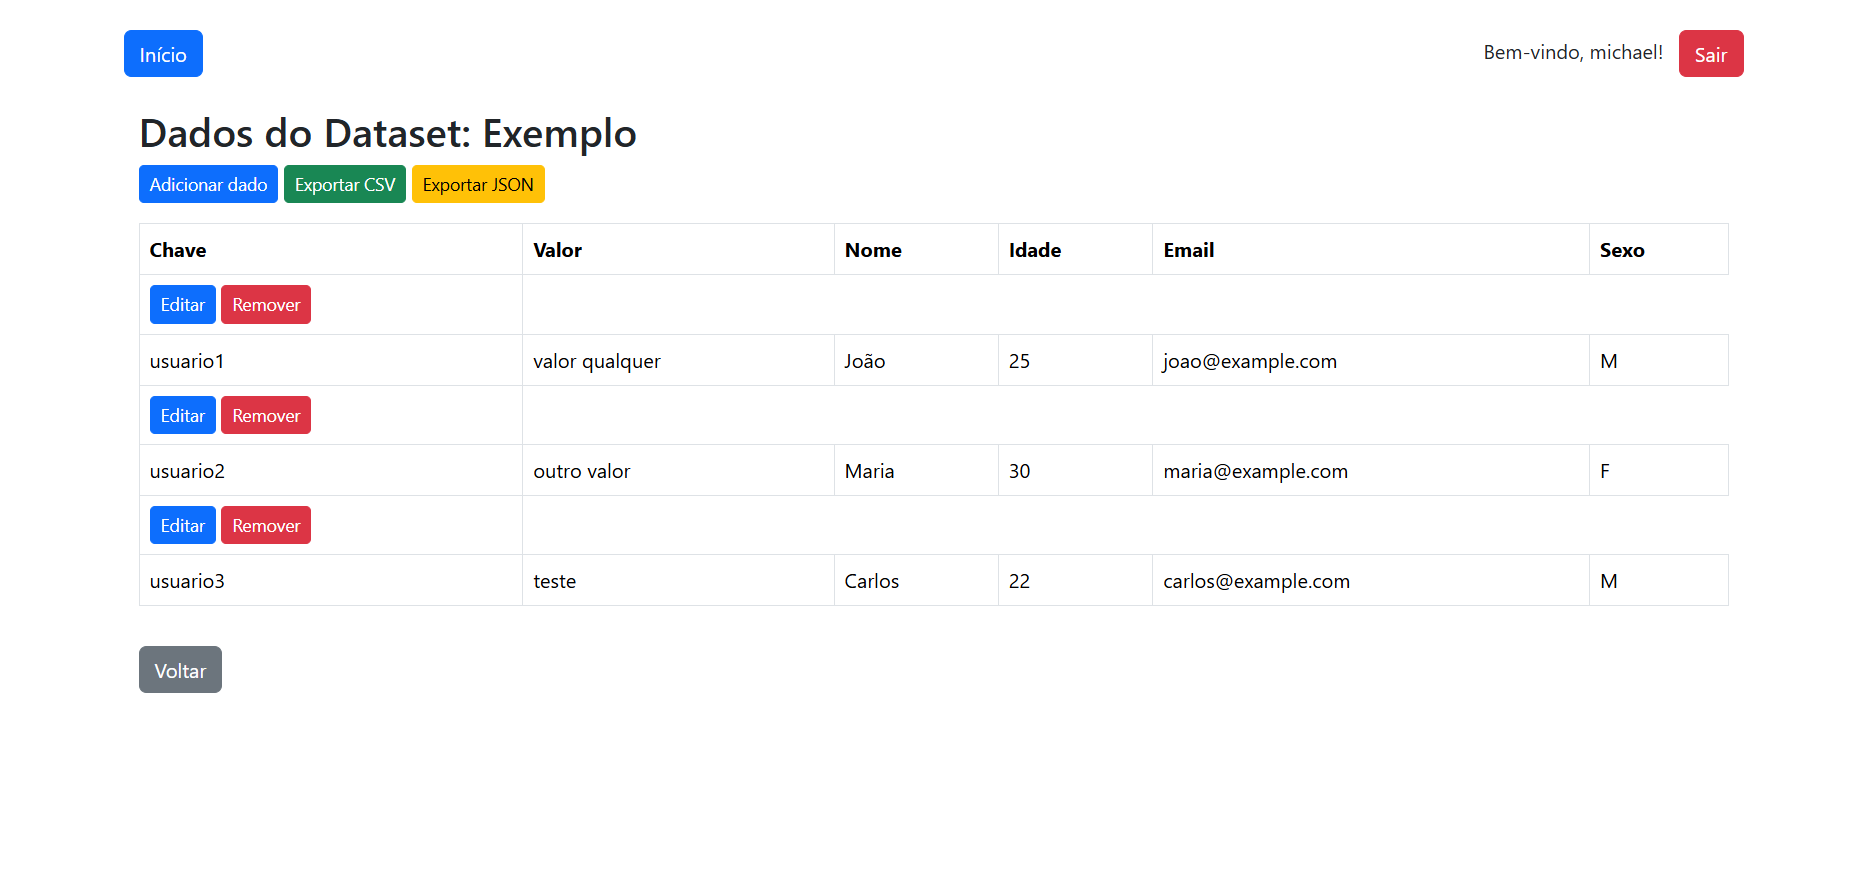 Início Bem-vindo, michael! Sair
Dados do Dataset: Exemplo
Adicionar dado Exportar CSV Exportar JSON
Chave Valor Nome Idade Email Sexo
Editar Remover
usuario1 valor qualquer João 25 joao@example.com M
Editar Remover
usuario2 outro valor Maria 30 maria@example.com F
Editar Remover
usuario3 teste Carlos 22 carlos@example.com M
Voltar